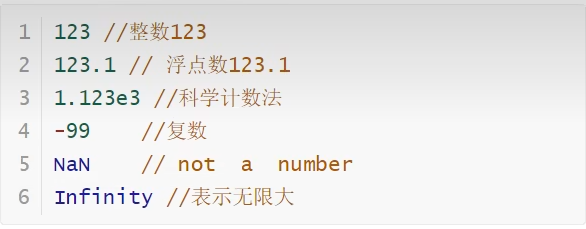 1 123 //整数123
2 123.1 // 浮点数123.1
3 1.123e3 //科学计数法
4 -99 //复数
5 NaN // not a number
6 Infinity //表示无限大